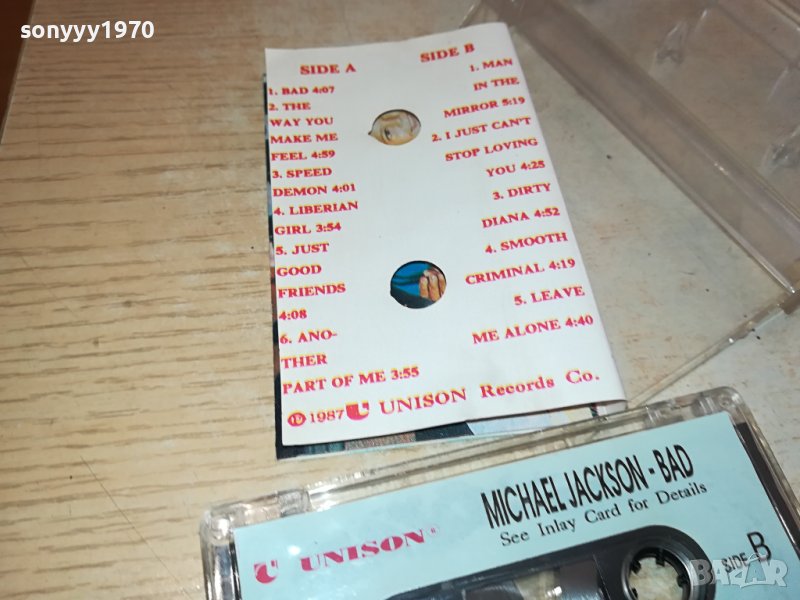 sonyyy1970
SIDE A
1. BAD 4:07
2. THE
WAY YOU
MAKE ME
FEEL 4:59
3. SPEED
DEMON 4:01
4. LIBERIAN
GIRL 3:54
5. JUST
GOOD
FRIENDS
4:08
6. ANO-
THER
PART OF ME 3:55
SIDE B
1. MAN
IN THE
MIRROR 5:19
2. I JUST CAN'T
STOP LOVING
YOU 4:25
3. DIRTY
DIANA 4:52
4. SMOOTH
CRIMINAL 4:19
5. LEAVE
ME ALONE 4:40
℗ 1987 UNISON Records Co.
MICHAEL JACKSON - BAD
See Inlay Card for Details
UNISON
SIDE B
BAZAR